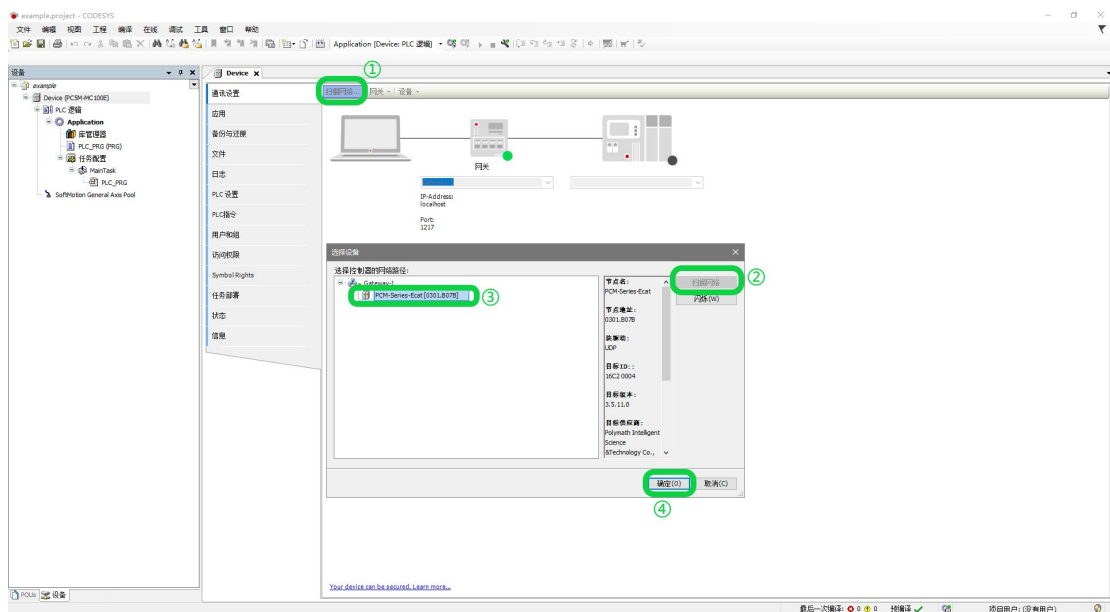 example.project - CODESYS
文件 编辑 视图 工程 编译 在线 调试 工具 窗口 帮助
Application [Device: PLC 逻辑]
设备
Device
example
Device (PC5M-MC100E)
PLC 逻辑
Application
库管理器
PLC_PRG (PRG)
任务配置
MainTask
PLC_PRG
SoftMotion General Axis Pool
通讯设置
应用
备份与还原
文件
日志
PLC 设置
PLC指令
用户和组
访问权限
Symbol Rights
任务部署
状态
信息
①
扫描网络... 网关 设备
网关
IP-Address:
localhost
Port:
1217
选择设备
选择控制器的网络路径:
Gateway-1
PCM-Series-Ecat [0301.B07B]
③
节点名:
PCM-Series-Ecat
节点地址:
0301.B07B
块驱动:
UDP
目标ID::
16C2 0004
目标版本:
3.5.11.0
目标供应商:
Polymath Intelligent
Science
&Technology Co.,
扫描网络
②
闪烁(W)
确定(O) 取消(C)
④
Your device can be secured. Learn more...
POUs 设备
最后一次编译: 0 0 预编译 项目用户: (没有用户)